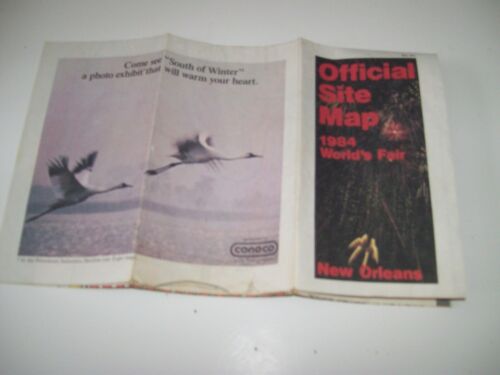 Come see "South of Winter"
a photo exhibit that will warm your heart.
conoco
Official
Site
Map
1984
World's Fair
New Orleans